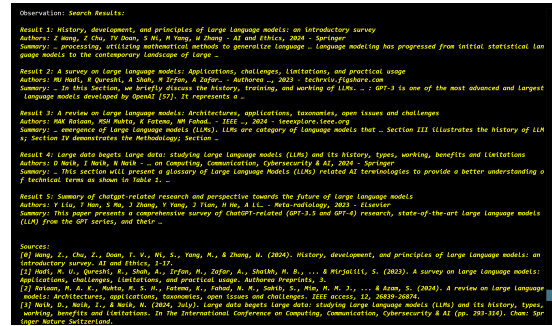 Observation: Search Results:
Result 1: History, development, and principles of large language models: an introductory survey
Authors: Z Wang, Z Chu, TV Doan, S Ni, M Yang, W Zhang - AI and Ethics, 2024 - Springer
Summary: … processing, utilizing mathematical methods to generalize language … language modeling has progressed from initial statistical lan
guage models to the contemporary landscape of large …
Result 2: A survey on large language models: Applications, challenges, limitations, and practical usage
Authors: MU Hadi, R Qureshi, A Shah, M Irfan, A Zafar… - Authorea …, 2023 - techrxiv.figshare.com
Summary: … In this Section, we briefly discuss the history, training, and working of LLMs. … : GPT-3 is one of the most advanced and largest
language models developed by OpenAI [57]. It represents a …
Result 3: A review on large language models: Architectures, applications, taxonomies, open issues and challenges
Authors: MAK Raiaan, MSH Mukta, K Fatema, NM Fahad… - IEEE …, 2024 - ieeexplore.ieee.org
Summary: … emergence of large language models (LLMs). LLMs are category of language models that … Section III illustrates the history of LLM
s; Section IV demonstrates the Methodology; Section …
Result 4: Large data begets large data: studying large language models (LLMs) and its history, types, working, benefits and limitations
Authors: D Naik, I Naik, N Naik - … on Computing, Communication, Cybersecurity & AI, 2024 - Springer
Summary: … This section will present a glossary of Large Language Models (LLMs) related AI terminologies to provide a better understanding o
f technical terms as shown in Table 1. …
Result 5: Summary of chatgpt-related research and perspective towards the future of large language models
Authors: Y Liu, T Han, S Ma, J Zhang, Y Yang, J Tian, H He, A Li… - Meta-radiology, 2023 - Elsevier
Summary: This paper presents a comprehensive survey of ChatGPT-related (GPT-3.5 and GPT-4) research, state-of-the-art large language models
(LLM) from the GPT series, and their …
Sources:
[0] Wang, Z., Chu, Z., Doan, T. V., Ni, S., Yang, M., & Zhang, W. (2024). History, development, and principles of large language models: an
introductory survey. AI and Ethics, 1-17.
[1] Hadi, M. U., Qureshi, R., Shah, A., Irfan, M., Zafar, A., Shaikh, M. B., ... & Mirjalili, S. (2023). A survey on large language models:
Applications, challenges, limitations, and practical usage. Authorea Preprints, 3.
[2] Raiaan, M. A. K., Mukta, M. S. H., Fatema, K., Fahad, N. M., Sakib, S., Mim, M. M. J., ... & Azam, S. (2024). A review on large language
models: Architectures, applications, taxonomies, open issues and challenges. IEEE access, 12, 26839-26874.
[3] Naik, D., Naik, I., & Naik, N. (2024, July). Large data begets large data: studying large language models (LLMs) and its history, types,
working, benefits and limitations. In The International Conference on Computing, Communication, Cybersecurity & AI (pp. 293-314). Cham: Spr
inger Nature Switzerland.